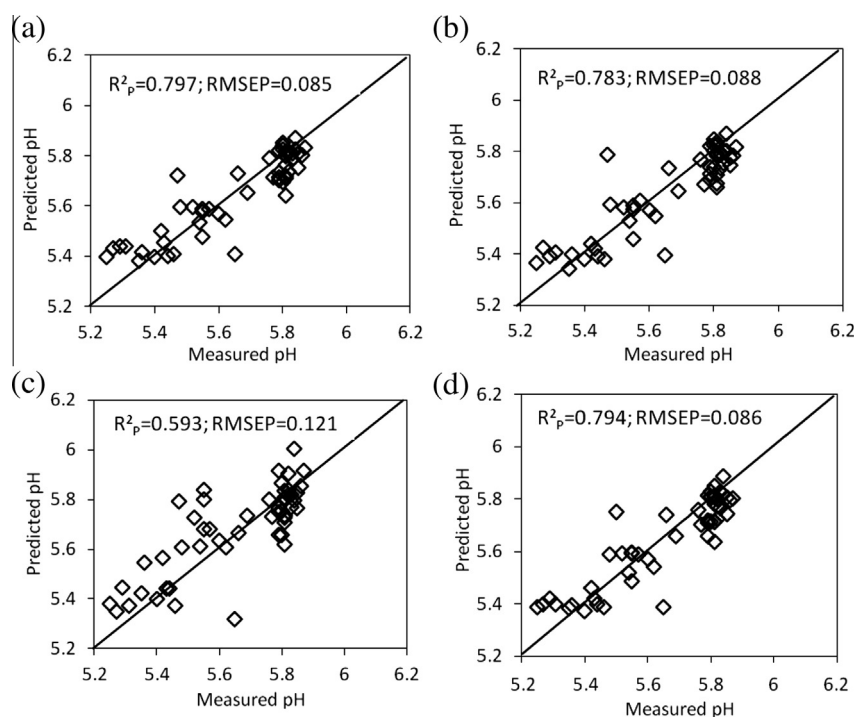 (a)
R²P=0.797; RMSEP=0.085
Predicted pH
6.2
6
5.8
5.6
5.4
5.2
5.2 5.4 5.6 5.8 6 6.2
Measured pH
(b)
R²P=0.783; RMSEP=0.088
Predicted pH
6.2
6
5.8
5.6
5.4
5.2
5.2 5.4 5.6 5.8 6 6.2
Measured pH
(c)
R²P=0.593; RMSEP=0.121
Predicted pH
6.2
6
5.8
5.6
5.4
5.2
5.2 5.4 5.6 5.8 6 6.2
Measured pH
(d)
R²P=0.794; RMSEP=0.086
Predicted pH
6.2
6
5.8
5.6
5.4
5.2
5.2 5.4 5.6 5.8 6 6.2
Measured pH